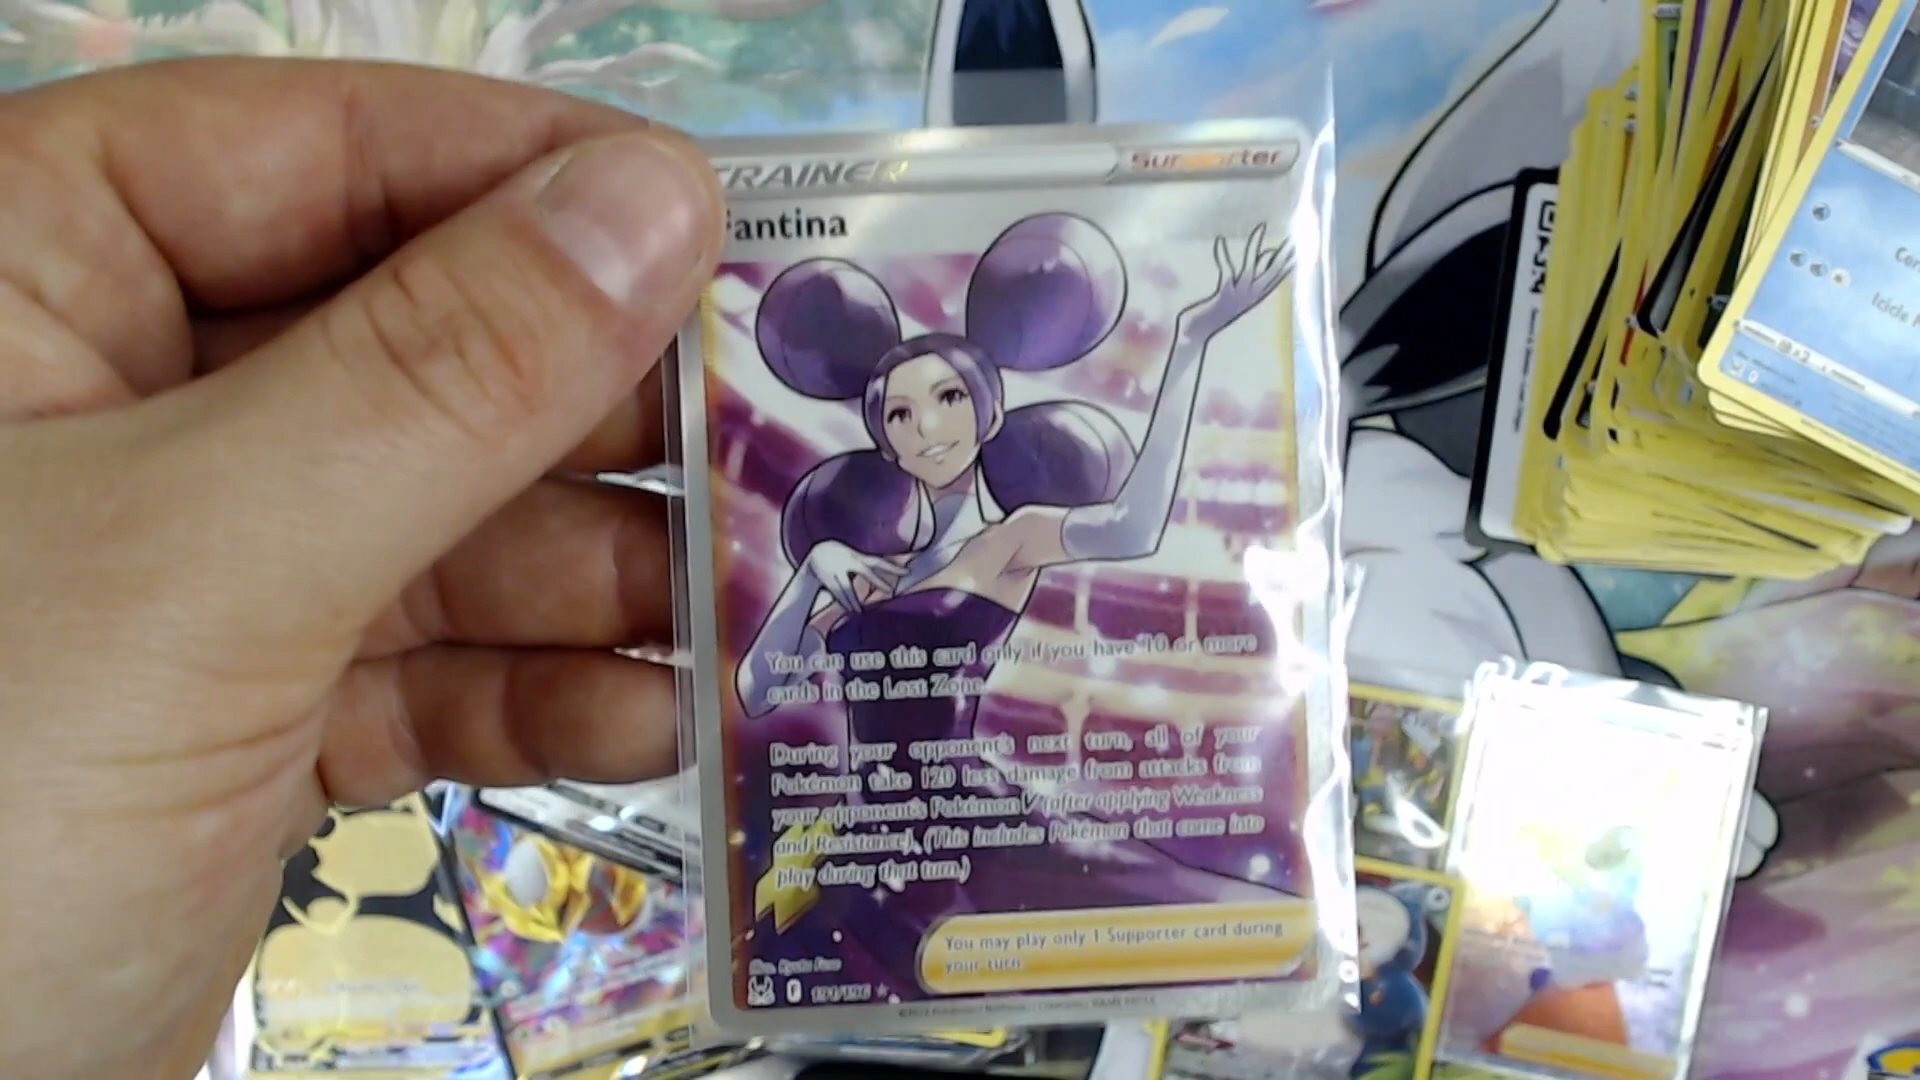 TRAINER
Supporter
Fantina
You can use this card only if you have 10 or more
cards in the Lost Zone.
During your opponent's next turn, all of your
Pokémon take 120 less damage from attacks from
your opponent's Pokémon V (after applying Weakness
and Resistance). (This includes Pokémon that come into
play during that turn.)
You may play only 1 Supporter card during
your turn.
191/196
Icicle